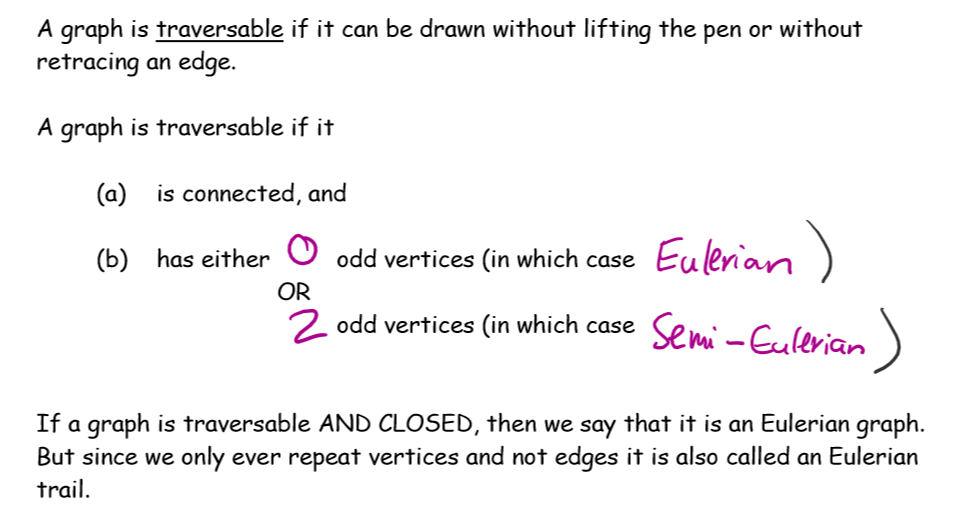 A graph is traversable if it can be drawn without lifting the pen or without
retracing an edge.
A graph is traversable if it
(a) is connected, and
(b) has either 0 odd vertices (in which case Eulerian)
OR
2 odd vertices (in which case Semi-Eulerian)
If a graph is traversable AND CLOSED, then we say that it is an Eulerian graph.
But since we only ever repeat vertices and not edges it is also called an Eulerian
trail.